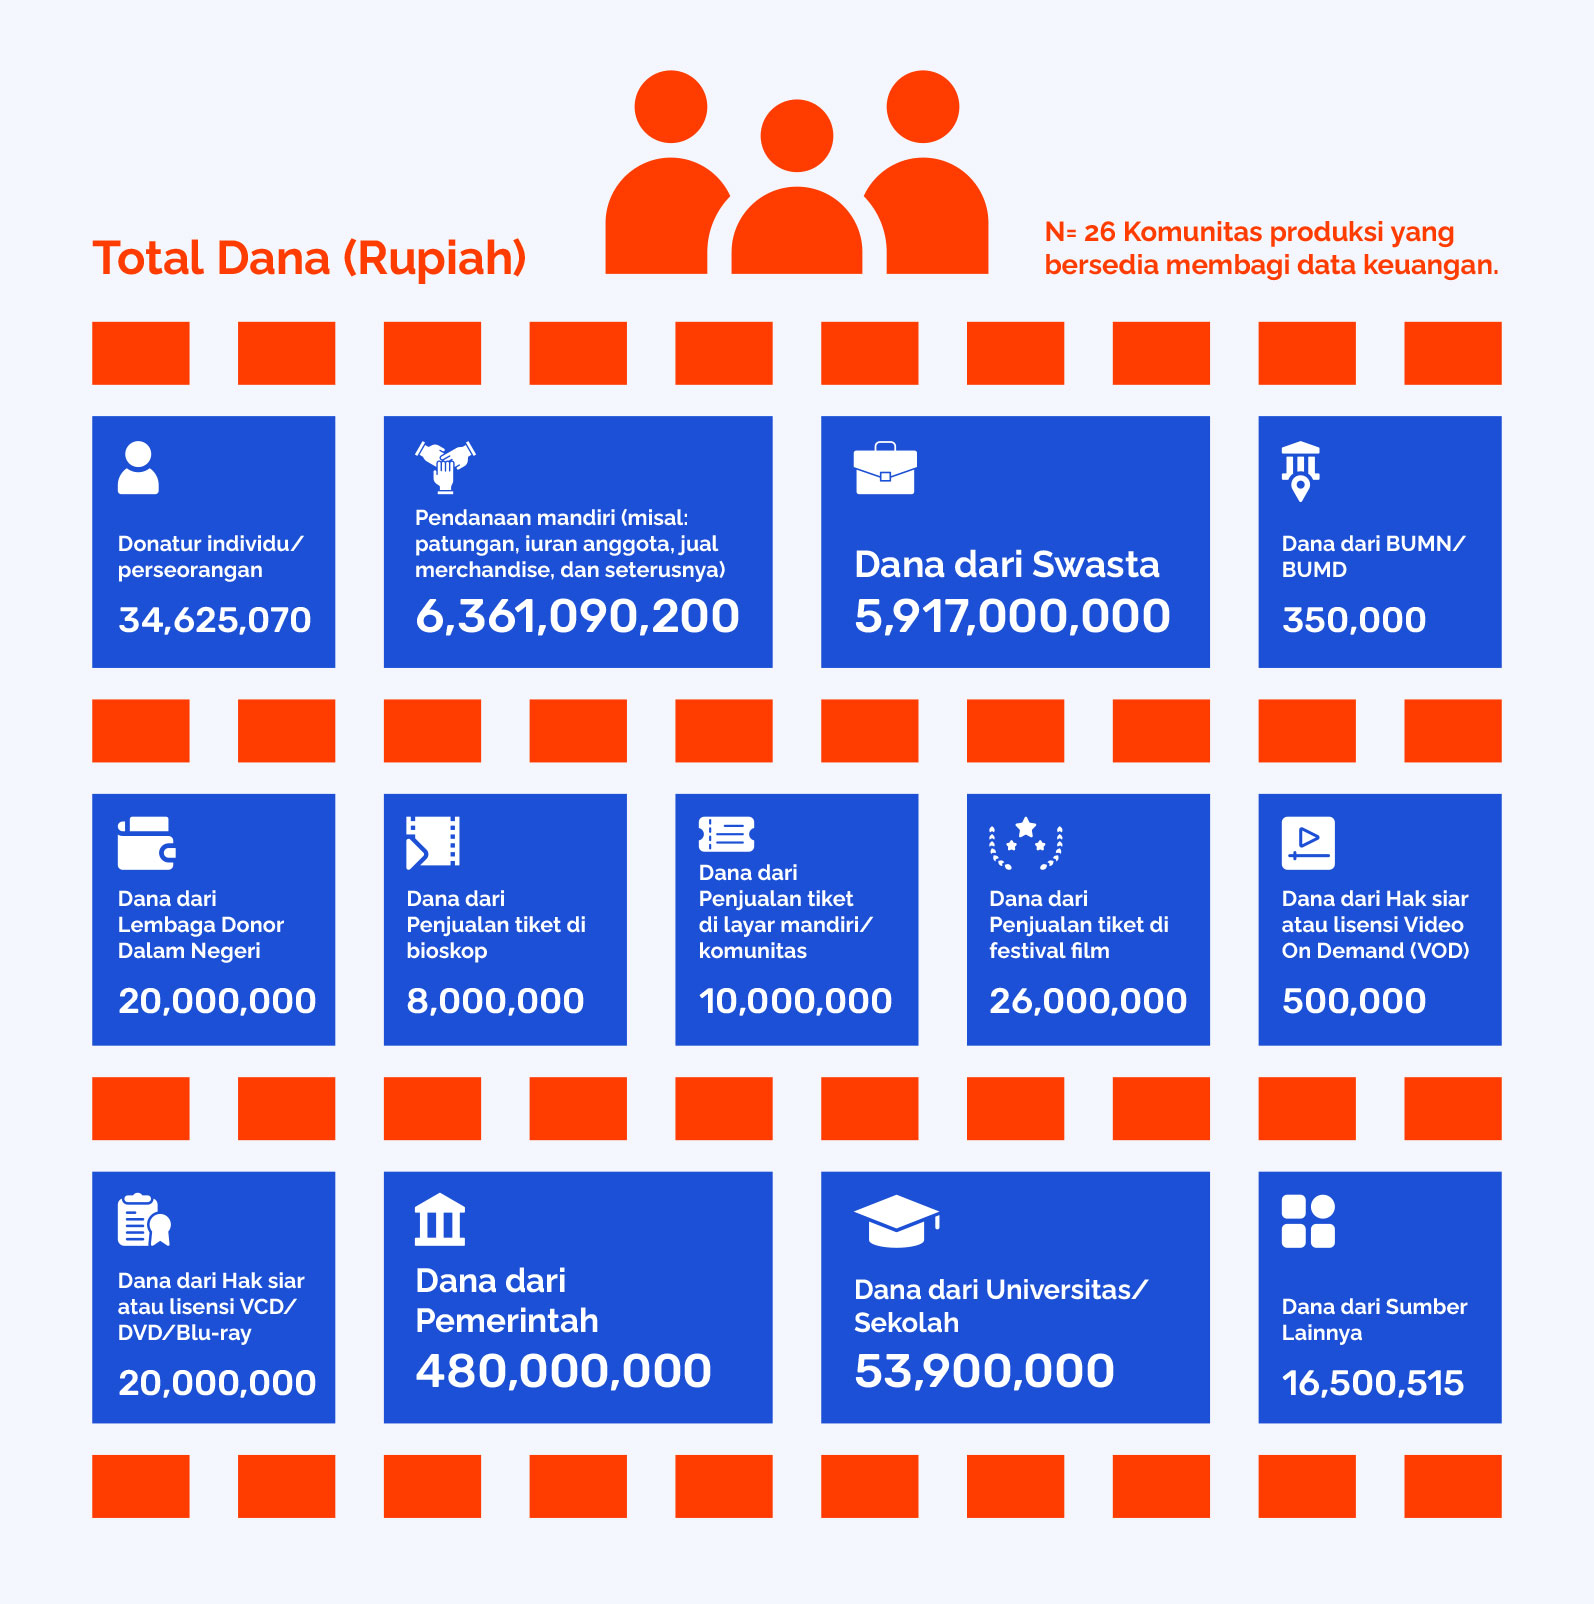 Total Dana (Rupiah)
N= 26 Komunitas produksi yang
bersedia membagi data keuangan.
Donatur individu/
perseorangan
34,625,070
Pendanaan mandiri (misal:
patungan, iuran anggota, jual
merchandise, dan seterusnya)
6,361,090,200
Dana dari Swasta
5,917,000,000
Dana dari BUMN/
BUMD
350,000
Dana dari
Lembaga Donor
Dalam Negeri
20,000,000
Dana dari
Penjualan tiket di
bioskop
8,000,000
Dana dari
Penjualan tiket
di layar mandiri/
komunitas
10,000,000
Dana dari
Penjualan tiket di
festival film
26,000,000
Dana dari Hak siar
atau lisensi Video
On Demand (VOD)
500,000
Dana dari Hak siar
atau lisensi VCD/
DVD/Blu-ray
20,000,000
Dana dari
Pemerintah
480,000,000
Dana dari Universitas/
Sekolah
53,900,000
Dana dari Sumber
Lainnya
16,500,515